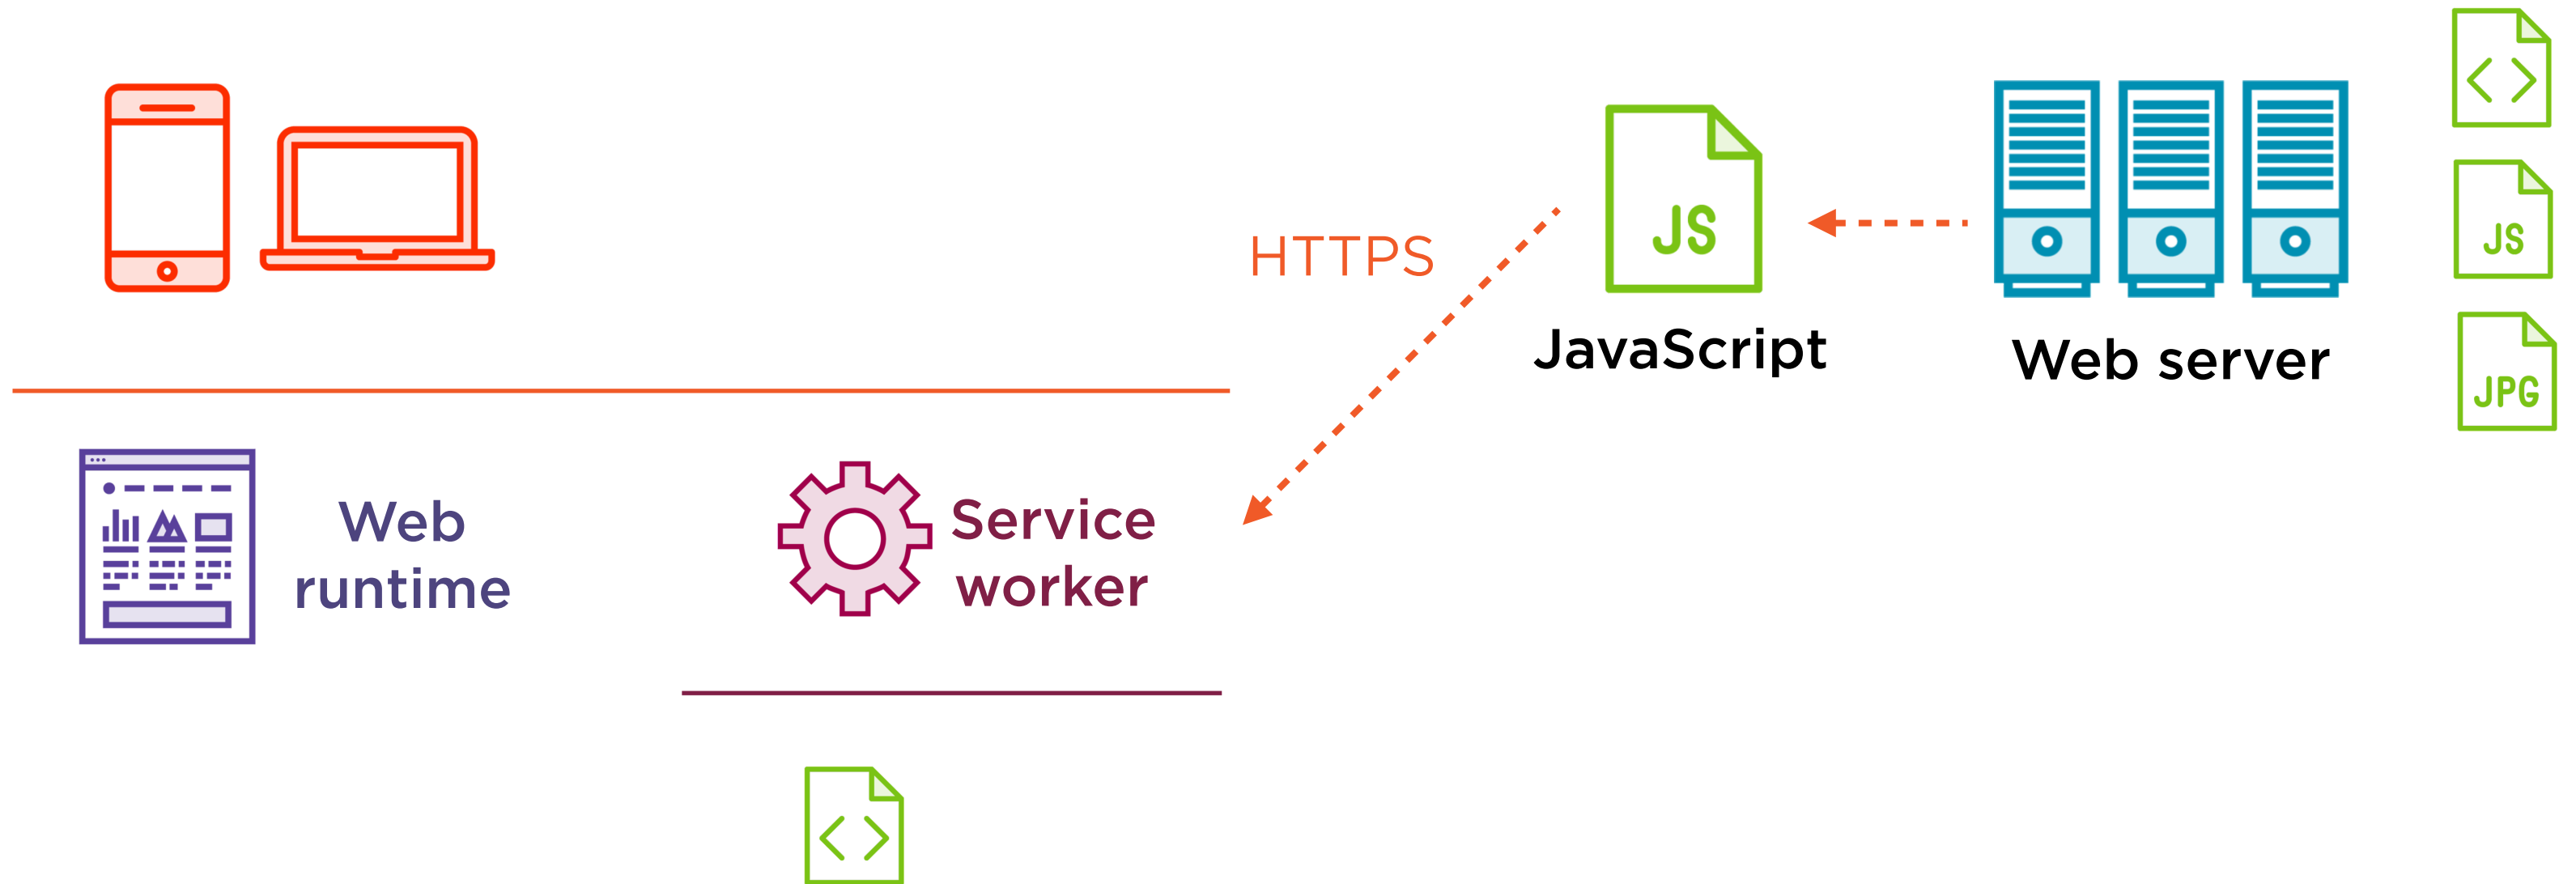 HTTPS
JS
JavaScript
Web server
JS
JPG
Web
runtime
Service
worker